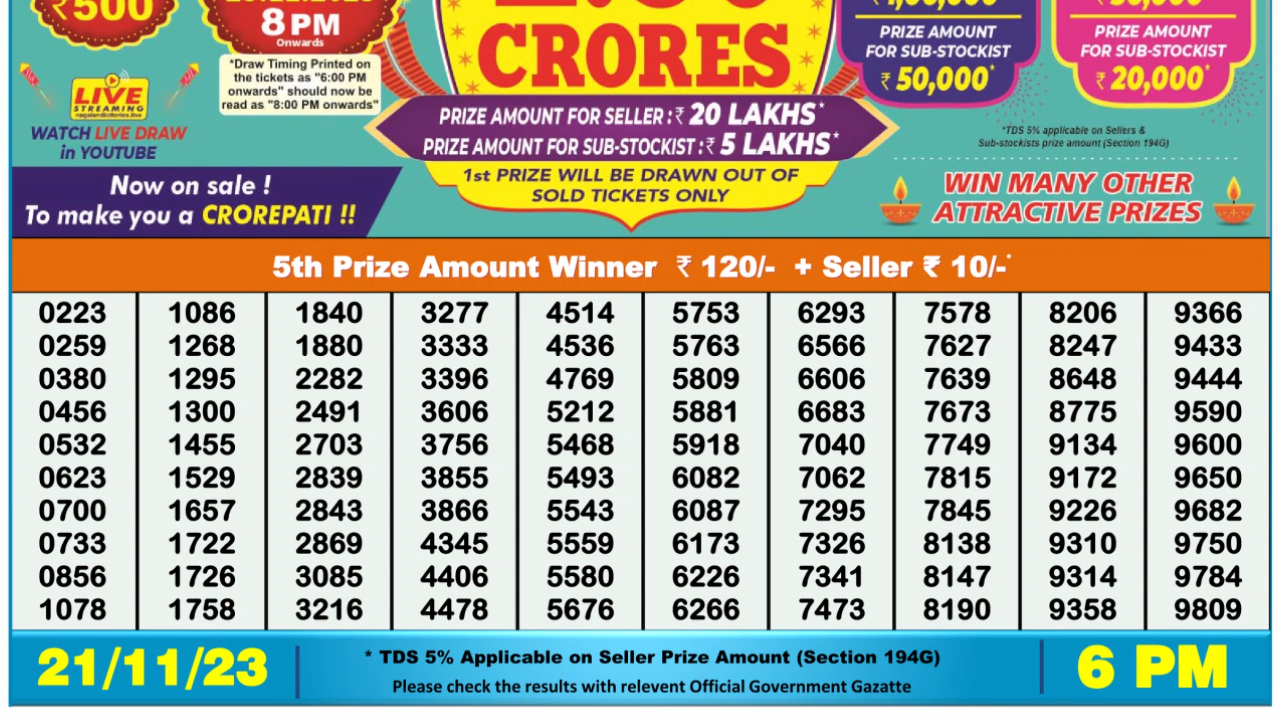 ₹500
8 PM
Onwards
*Draw Timing Printed on
the tickets as "6:00 PM
onwards" should now be
read as "8:00 PM onwards"
LIVE
STREAMING
nagalandlotteries.live
WATCH LIVE DRAW
in YOUTUBE
Now on sale !
To make you a CROREPATI !!
CRORES
PRIZE AMOUNT FOR SELLER :₹ 20 LAKHS*
PRIZE AMOUNT FOR SUB-STOCKIST :₹ 5 LAKHS*
1st PRIZE WILL BE DRAWN OUT OF
SOLD TICKETS ONLY
PRIZE AMOUNT
FOR SUB-STOCKIST
₹ 50,000*
PRIZE AMOUNT
FOR SUB-STOCKIST
₹ 20,000*
*TDS 5% applicable on Sellers &
Sub-stockists prize amount (Section 194G)
WIN MANY OTHER
ATTRACTIVE PRIZES
5th Prize Amount Winner ₹ 120/- + Seller ₹ 10/-*
0223 1086 1840 3277 4514 5753 6293 7578 8206 9366
0259 1268 1880 3333 4536 5763 6566 7627 8247 9433
0380 1295 2282 3396 4769 5809 6606 7639 8648 9444
0456 1300 2491 3606 5212 5881 6683 7673 8775 9590
0532 1455 2703 3756 5468 5918 7040 7749 9134 9600
0623 1529 2839 3855 5493 6082 7062 7815 9172 9650
0700 1657 2843 3866 5543 6087 7295 7845 9226 9682
0733 1722 2869 4345 5559 6173 7326 8138 9310 9750
0856 1726 3085 4406 5580 6226 7341 8147 9314 9784
1078 1758 3216 4478 5676 6266 7473 8190 9358 9809
21/11/23
* TDS 5% Applicable on Seller Prize Amount (Section 194G)
Please check the results with relevent Official Government Gazatte
6 PM